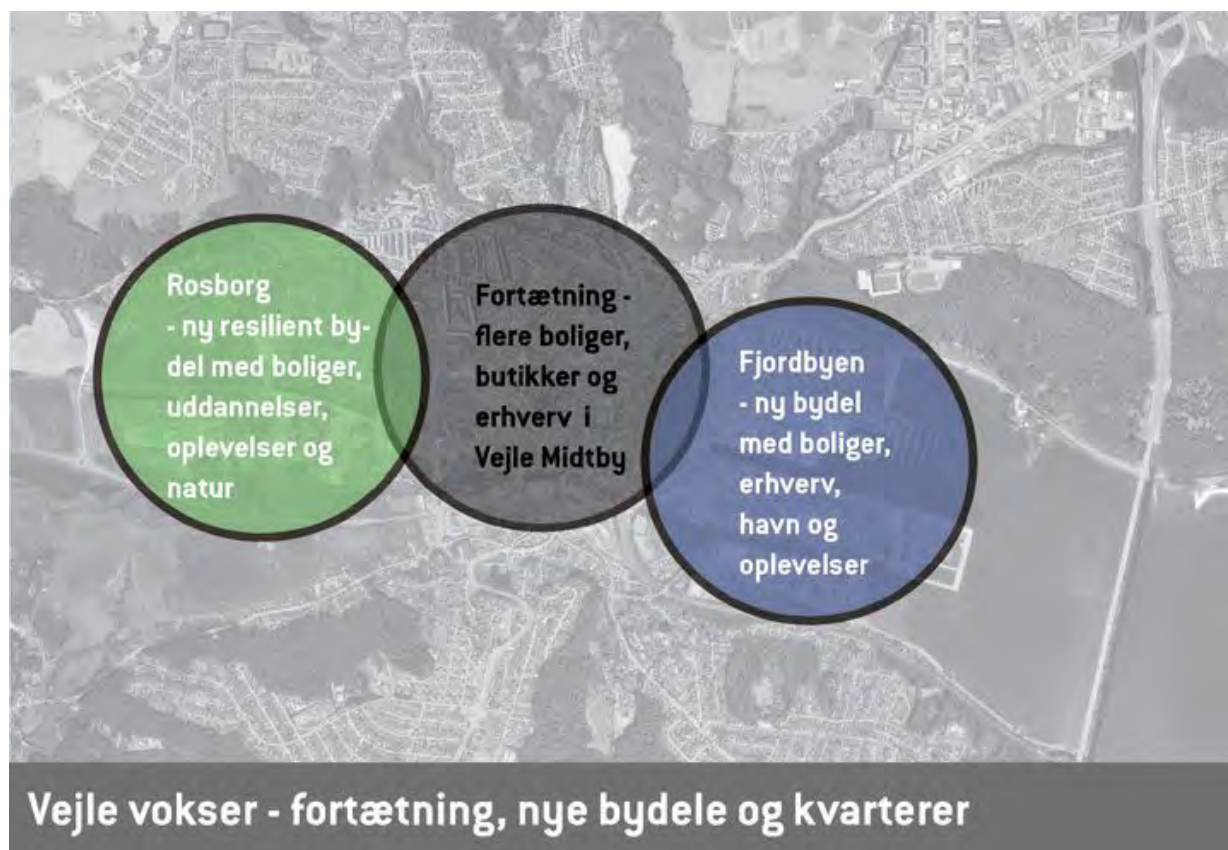 Rosborg
- ny resilient by-
del med boliger,
uddannelser,
oplevelser og
natur
Fortætning -
flere boliger,
butikker og
erhverv i
Vejle Midtby
Fjordbyen
- ny bydel
med boliger,
erhverv,
havn og
oplevelser
Vejle vokser - fortætning, nye bydele og kvarterer